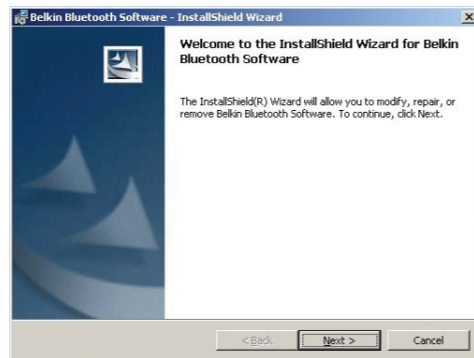 Belkin Bluetooth Software - InstallShield Wizard
Welcome to the InstallShield Wizard for Belkin
Bluetooth Software
The InstallShield(R) Wizard will allow you to modify, repair, or
remove Belkin Bluetooth Software. To continue, click Next.
< Back
Next >
Cancel